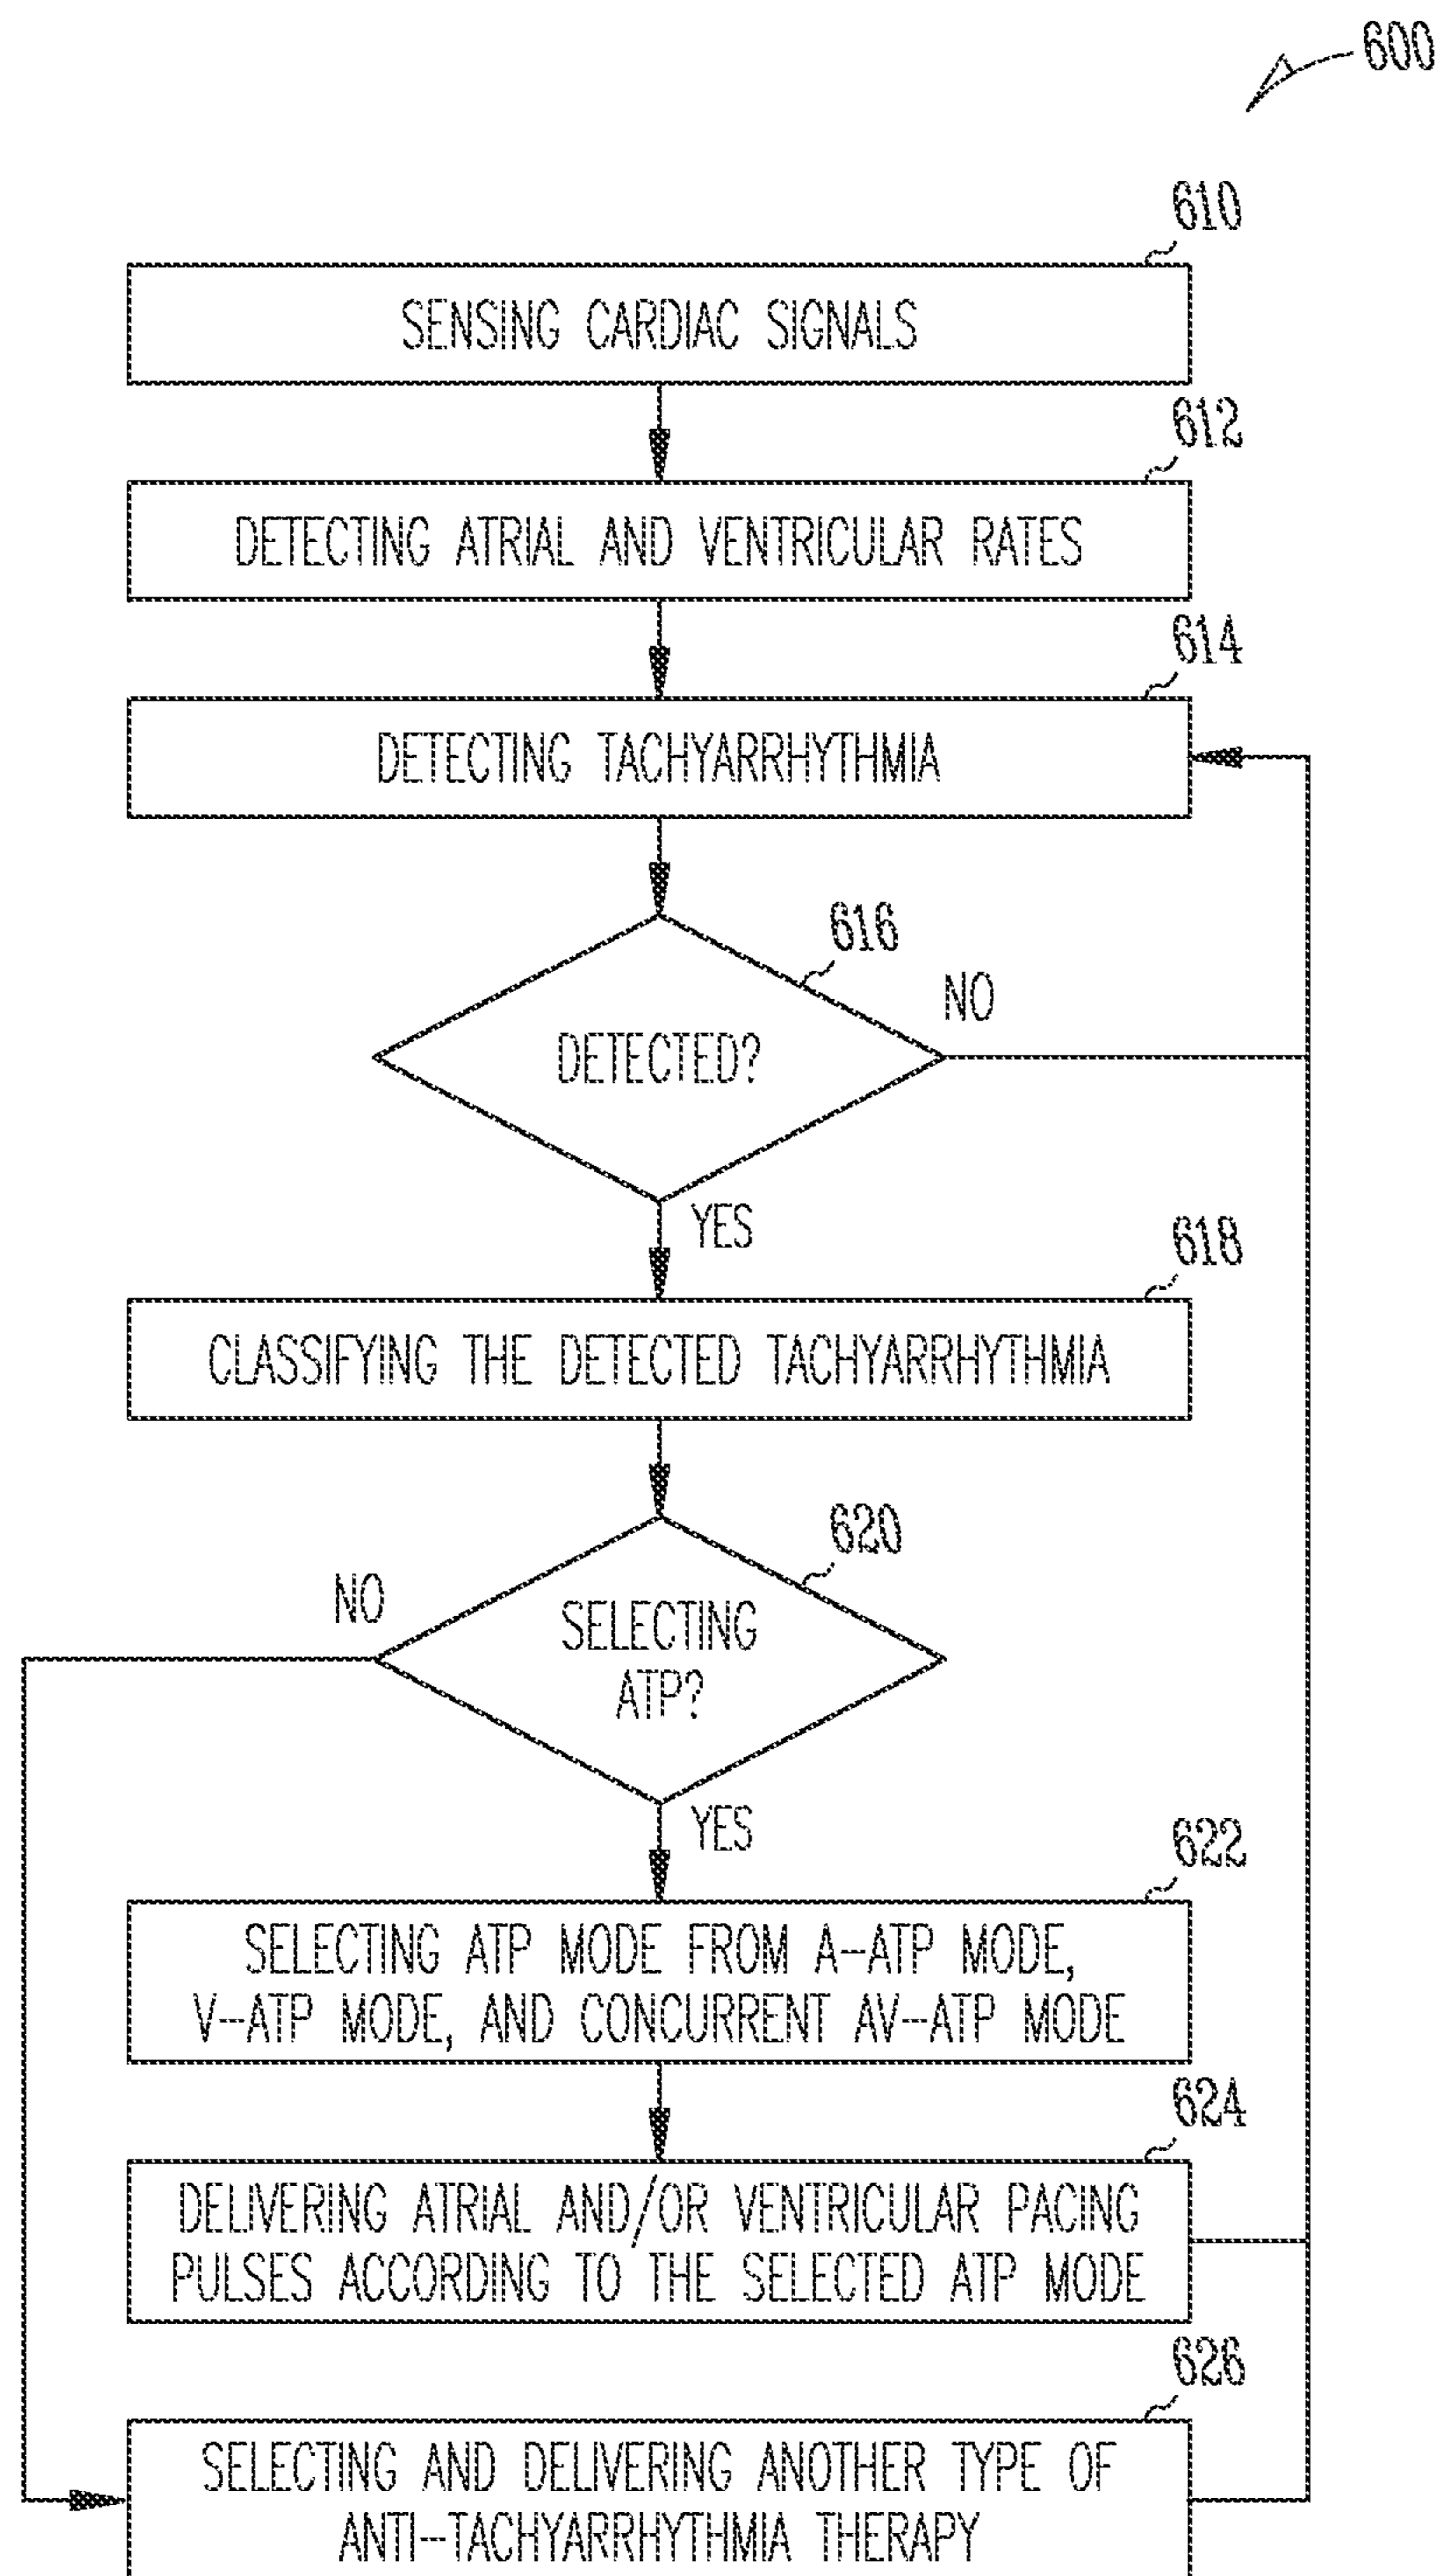 600
610
SENSING CARDIAC SIGNALS
612
DETECTING ATRIAL AND VENTRICULAR RATES
614
DETECTING TACHYARRHYTHMIA
616
NO
DETECTED?
YES
618
CLASSIFYING THE DETECTED TACHYARRHYTHMIA
620
NO
SELECTING
ATP?
YES
622
SELECTING ATP MODE FROM A--ATP MODE,
V--ATP MODE, AND CONCURRENT AV--ATP MODE
624
DELIVERING ATRIAL AND/OR VENTRICULAR PACING
PULSES ACCORDING TO THE SELECTED ATP MODE
626
SELECTING AND DELIVERING ANOTHER TYPE OF
ANTI--TACHYARRHYTHMIA THERAPY